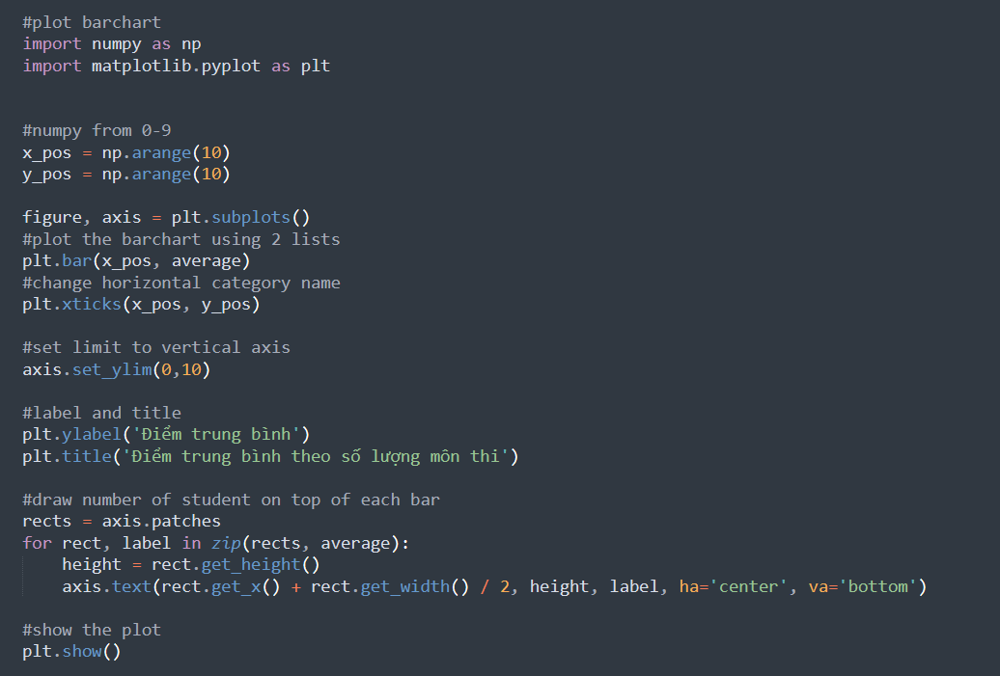 #plot barchart
import numpy as np
import matplotlib.pyplot as plt
#numpy from 0-9
x_pos = np.arange(10)
y_pos = np.arange(10)
figure, axis = plt.subplots()
#plot the barchart using 2 lists
plt.bar(x_pos, average)
#change horizontal category name
plt.xticks(x_pos, y_pos)
#set limit to vertical axis
axis.set_ylim(0,10)
#label and title
plt.ylabel('Điểm trung bình')
plt.title('Điểm trung bình theo số lượng môn thi')
#draw number of student on top of each bar
rects = axis.patches
for rect, label in zip(rects, average):
    height = rect.get_height()
    axis.text(rect.get_x() + rect.get_width() / 2, height, label, ha='center', va='bottom')
#show the plot
plt.show()